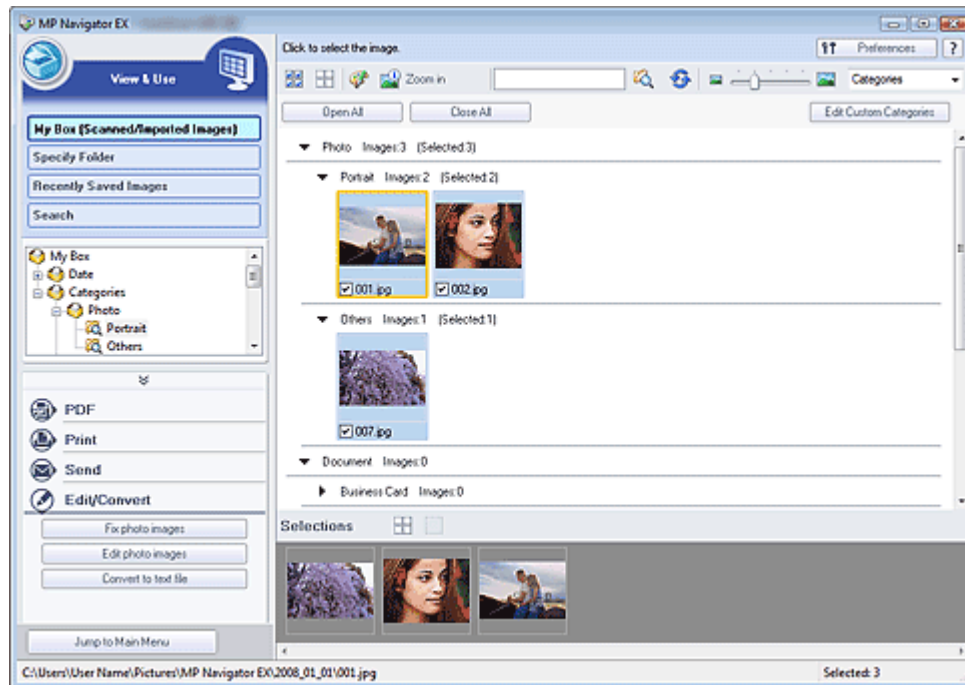 MP Navigator EX
View & Use
Click to select the image.
Preferences
?
Zoom in
Categories
Open All
Close All
Edit Custom Categories
My Box (Scanned/Imported Images)
Specify Folder
Recently Saved Images
Search
My Box
Date
Categories
Photo
Portrait
Others
PDF
Print
Send
Edit/Convert
Fix photo images
Edit photo images
Convert to text file
Jump to Main Menu
Photo Images:3 (Selected:3)
Portrait Images:2 (Selected:2)
001.jpg
002.jpg
Others Images:1 (Selected:1)
007.jpg
Document Images:0
Business Card Images:0
Selections
C:\Users\User Name\Pictures\MP Navigator EX\2008_01_01\001.jpg
Selected: 3